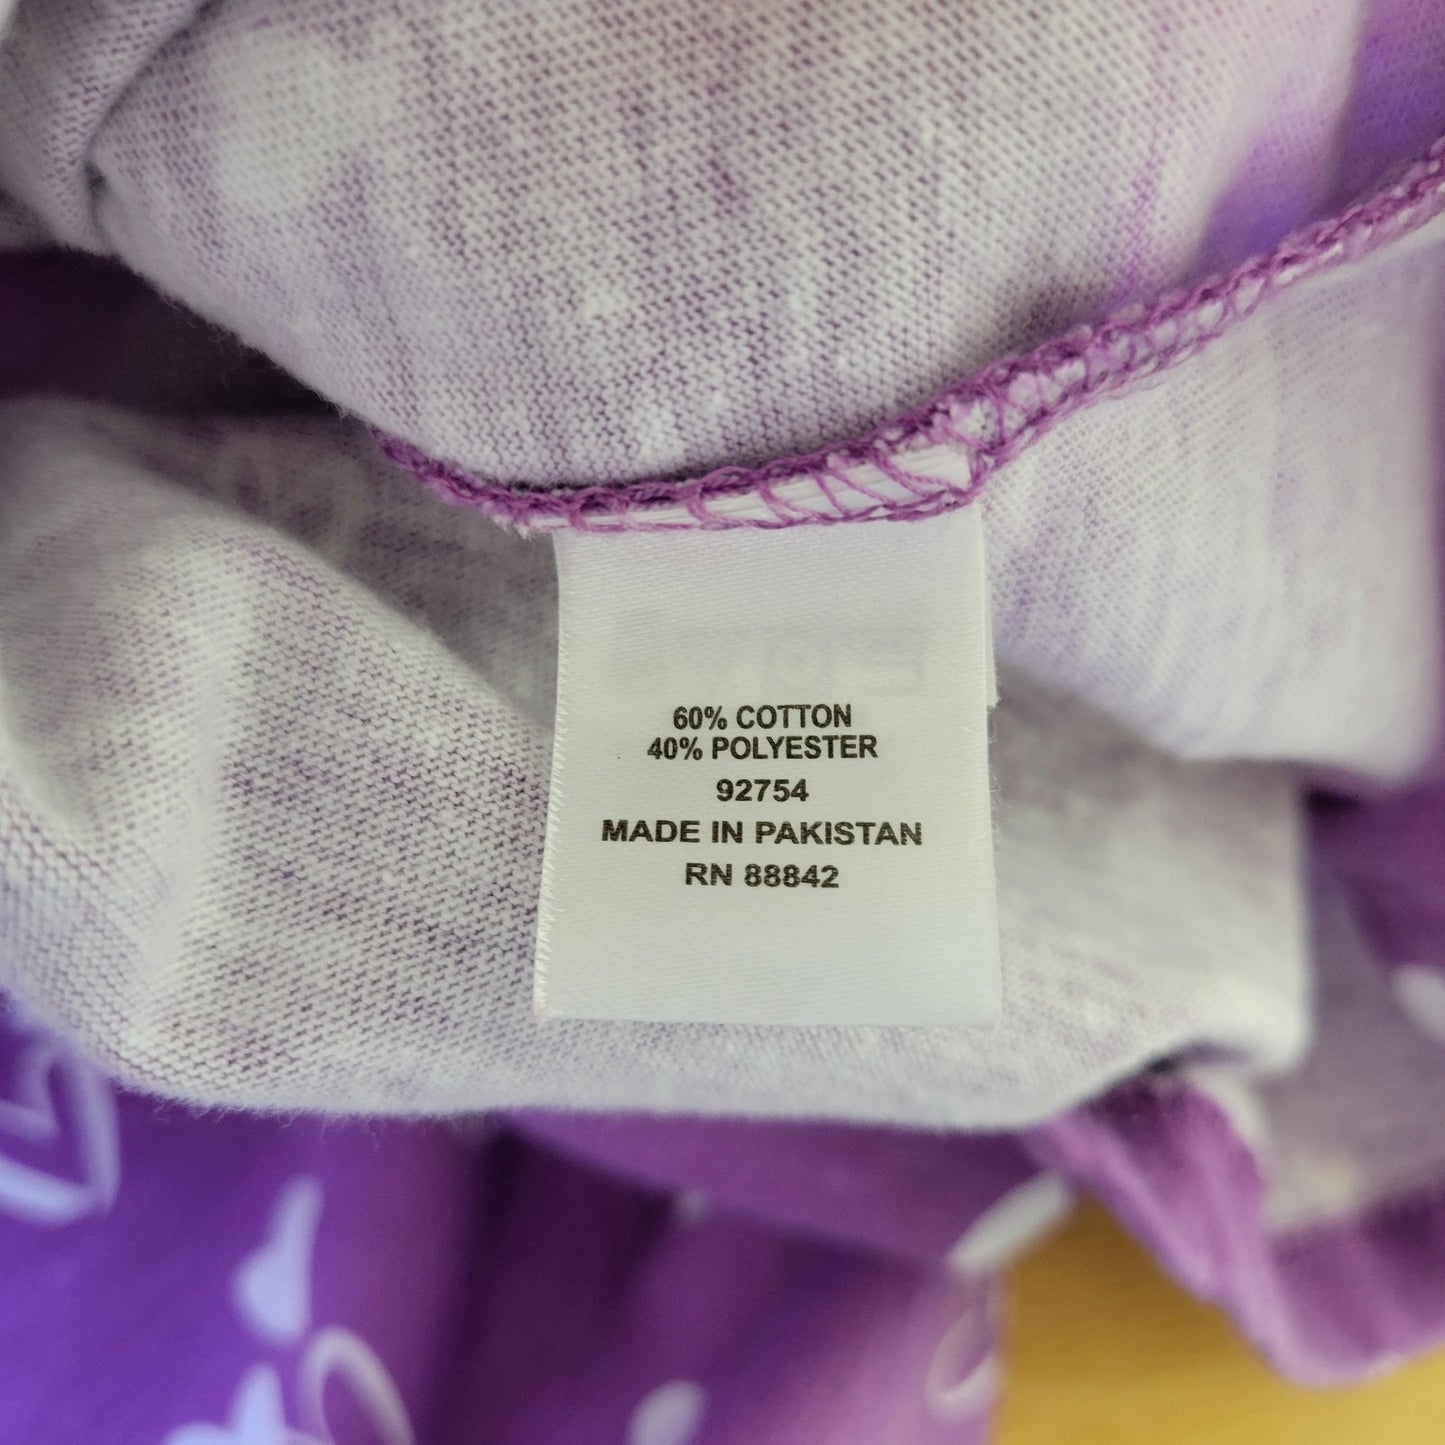 60% COTTON
40% POLYESTER
92754
MADE IN PAKISTAN
RN 88842